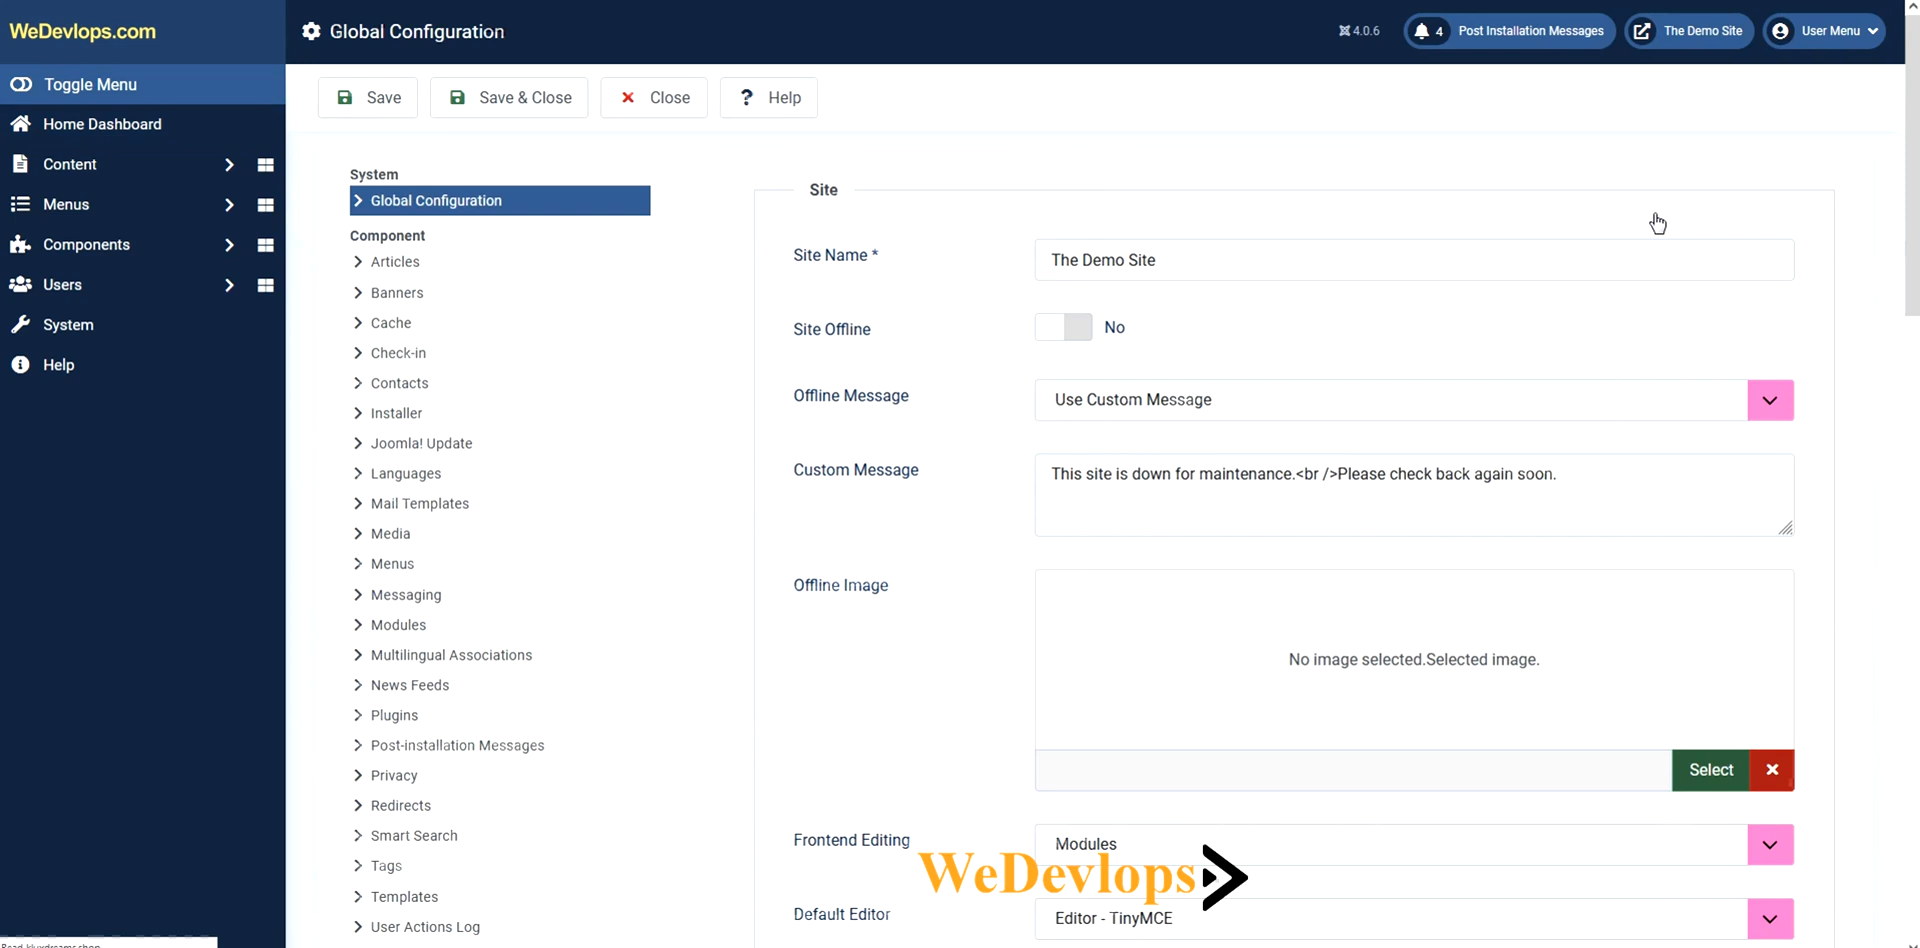 WeDevlops.com
Global Configuration
4.0.6
4 Post Installation Messages
The Demo Site
User Menu
Toggle Menu
Home Dashboard
Content
Menus
Components
Users
System
Help
Save
Save & Close
Close
? Help
System
Global Configuration
Component
Articles
Banners
Cache
Check-in
Contacts
Installer
Joomla! Update
Languages
Mail Templates
Media
Menus
Messaging
Modules
Multilingual Associations
News Feeds
Plugins
Post-installation Messages
Privacy
Redirects
Smart Search
Tags
Templates
User Actions Log
Site
Site Name *
The Demo Site
Site Offline
No
Offline Message
Use Custom Message
Custom Message
This site is down for maintenance.<br />Please check back again soon.
Offline Image
No image selected.Selected image.
Select
Frontend Editing
Modules
WeDevlops
Default Editor
Editor - TinyMCE